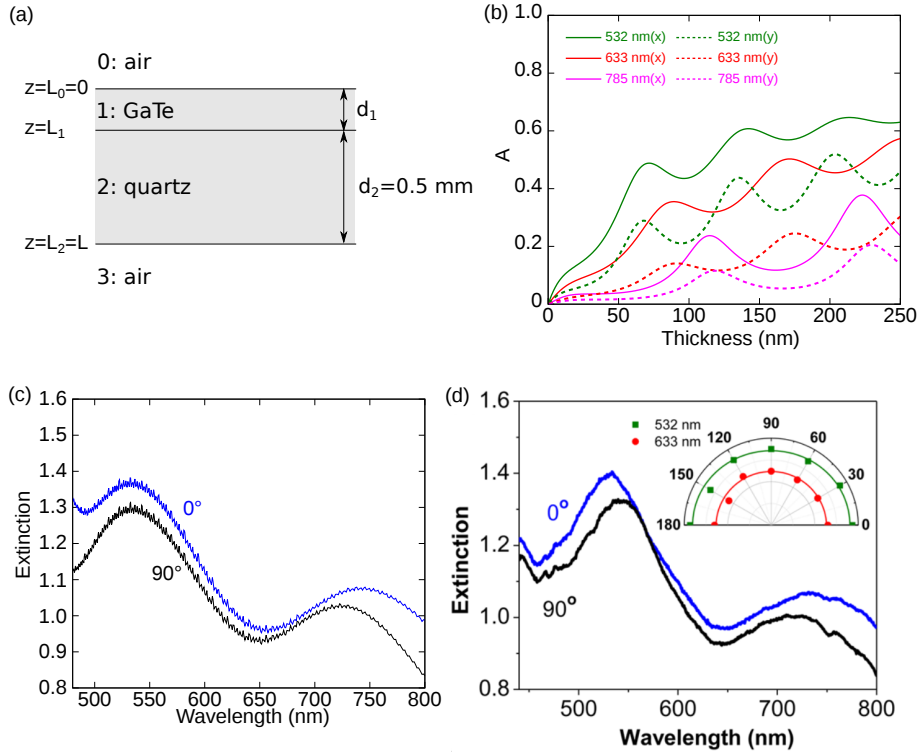 (a)
0: air
z=L0=0
1: GaTe
d1
z=L1
2: quartz
d2=0.5 mm
z=L2=L
3: air
(b)
532 nm(x) 532 nm(y)
633 nm(x) 633 nm(y)
785 nm(x) 785 nm(y)
1
0.8
0.6
0.4
0.2
0
A
0 50 100 150 200 250
Thickness (nm)
(c)
1.6
1.5
1.4
1.3
1.2
1.1
1.0
0.9
0.8
Extinction
0°
90°
500 550 600 650 700 750 800
Wavelength (nm)
(d)
1.6
1.4
1.2
1.0
0.8
Extinction
532 nm
633 nm
90
120 60
150 30
180 0
0°
90°
500 600 700 800
Wavelength (nm)